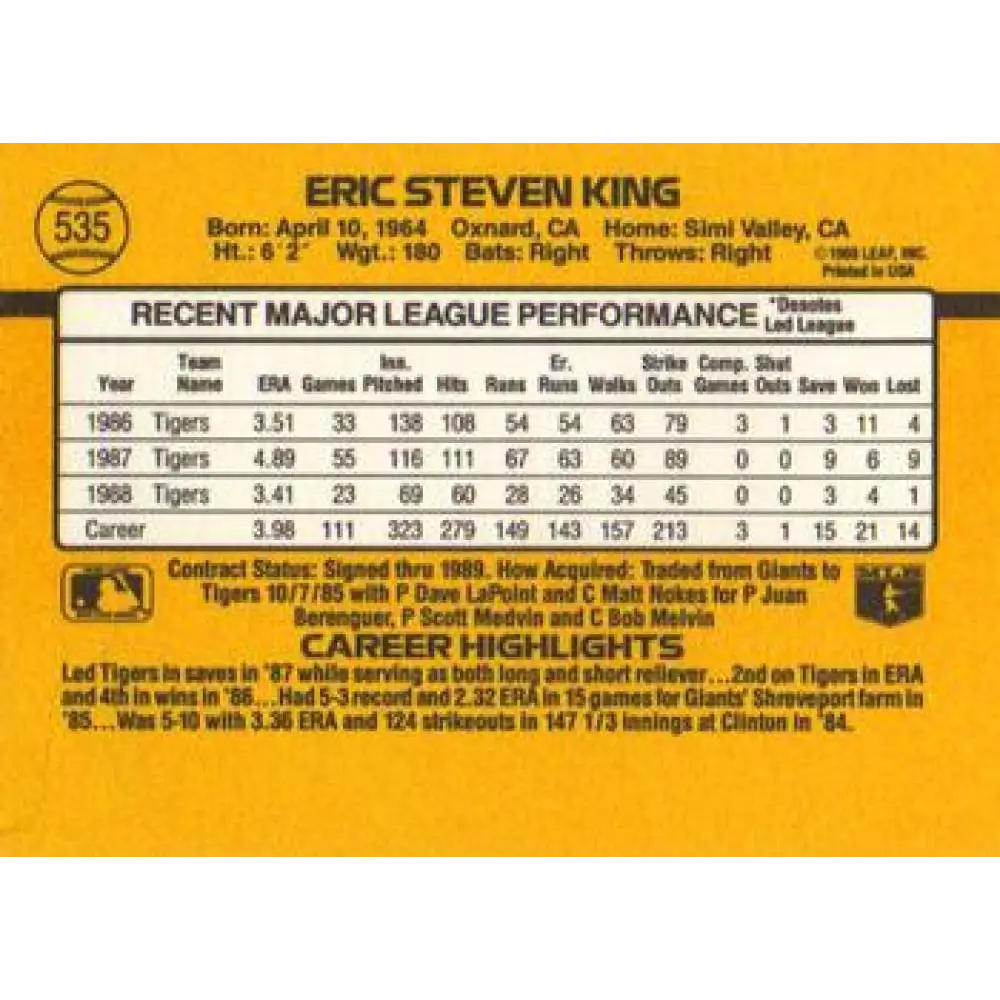 535
ERIC STEVEN KING
Born: April 10, 1964 Oxnard, CA Home: Simi Valley, CA
Ht.: 6' 2" Wgt.: 180 Bats: Right Throws: Right ©1988 LEAF, INC.
Printed in USA
RECENT MAJOR LEAGUE PERFORMANCE *Denotes Led League
Year Team Name ERA Games Inn. Pitched Hits Runs Er. Runs Walks Strike Outs Comp. Games Shut Outs Save Won Lost
1986 Tigers 3.51 33 138 108 54 54 63 79 3 1 3 11 4
1987 Tigers 4.89 55 116 111 67 63 60 89 0 0 9 6 9
1988 Tigers 3.41 23 69 60 28 26 34 45 0 0 3 4 1
Career 3.98 111 323 279 149 143 157 213 3 1 15 21 14
Contract Status: Signed thru 1989. How Acquired: Traded from Giants to
Tigers 10/7/85 with P Dave LaPoint and C Matt Nokes for P Juan
Berenguer, P Scott Medvin and C Bob Melvin
CAREER HIGHLIGHTS
Led Tigers in saves in '87 while serving as both long and short reliever...2nd on Tigers in ERA
and 4th in wins in '86...Had 5-3 record and 2.32 ERA in 15 games for Giants' Shreveport farm in
'85...Was 5-10 with 3.36 ERA and 124 strikeouts in 147 1/3 innings at Clinton in '84.